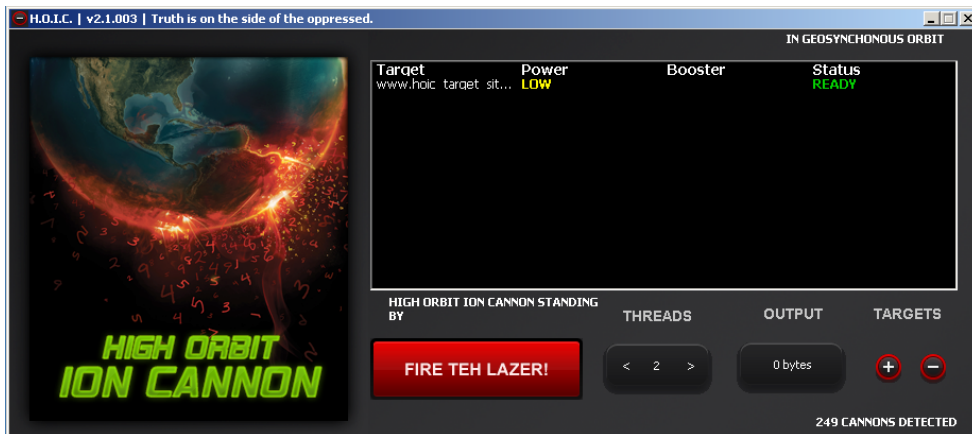 H.O.I.C. | v2.1.003 | Truth is on the side of the oppressed.
IN GEOSYNCHONOUS ORBIT
Target Power Booster Status
www.hoic target sit... LOW READY
HIGH ORBIT
ION CANNON
HIGH ORBIT ION CANNON STANDING
BY
THREADS OUTPUT TARGETS
FIRE TEH LAZER! < 2 > 0 bytes + −
249 CANNONS DETECTED